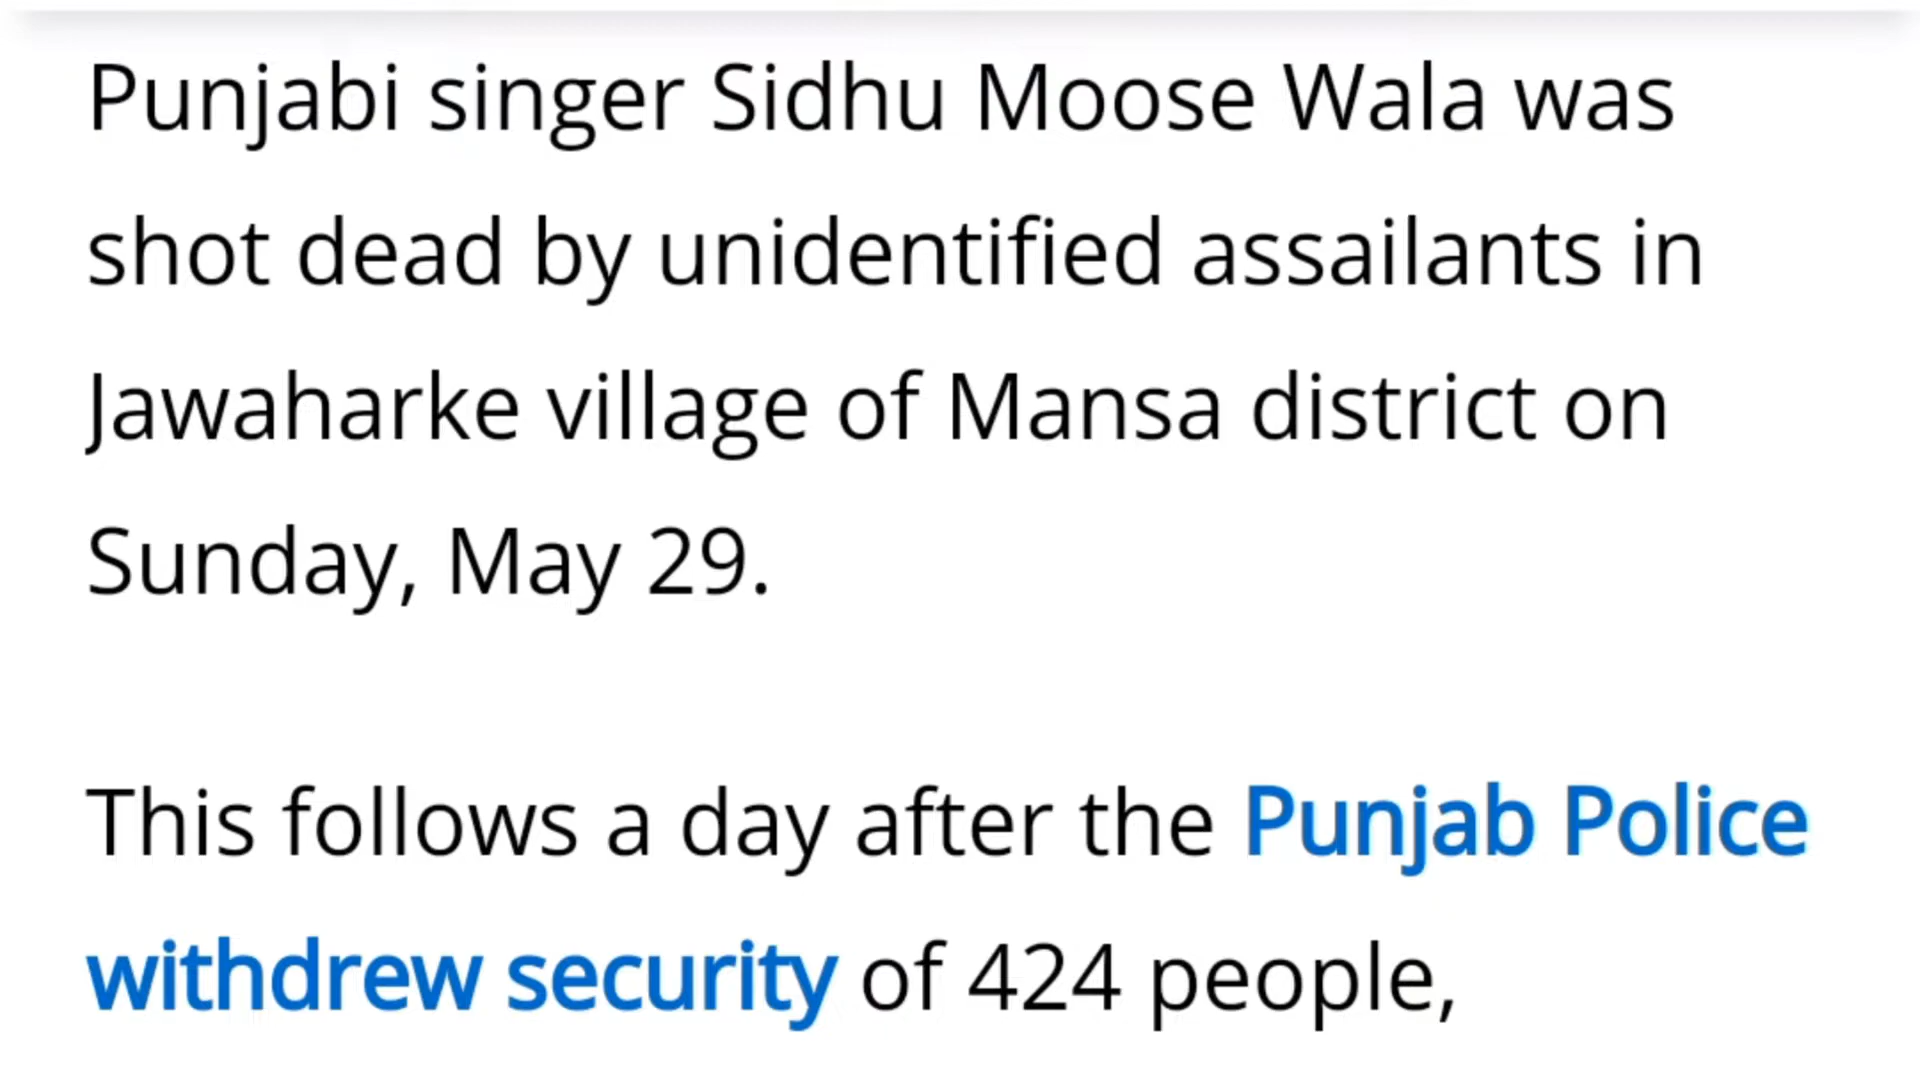 Punjabi singer Sidhu Moose Wala was
shot dead by unidentified assailants in
Jawaharke village of Mansa district on
Sunday, May 29.
This follows a day after the Punjab Police
withdrew security of 424 people,